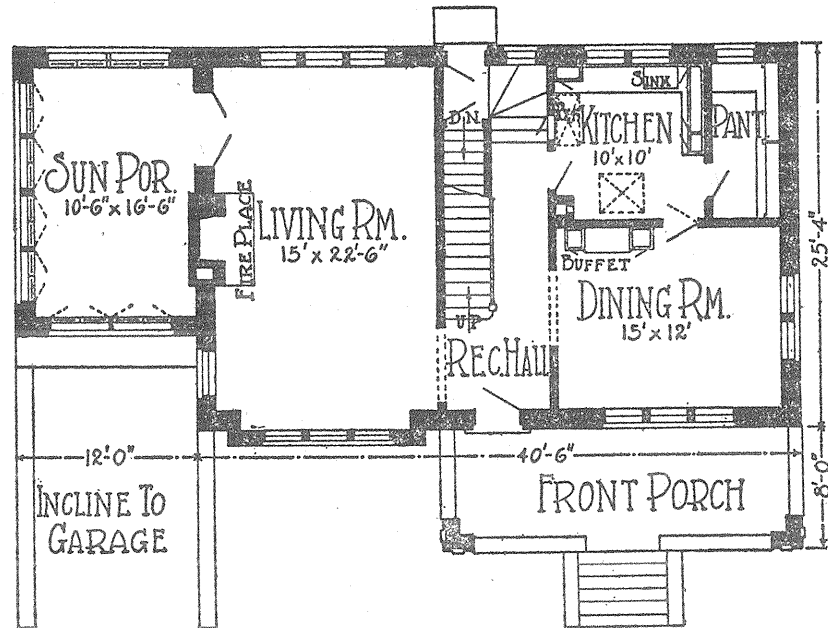 SUN POR.
10'-6" x 16'-6"
FIRE PLACE
LIVING RM.
15' x 22'-6"
DN.
UP
REC. HALL
SINK
KITCHEN
10' x 10'
PANT
BUFFET
DINING RM.
15' x 12'
25'-4"
12'-0"
40'-6"
8'-0"
INCLINE TO
GARAGE
FRONT PORCH